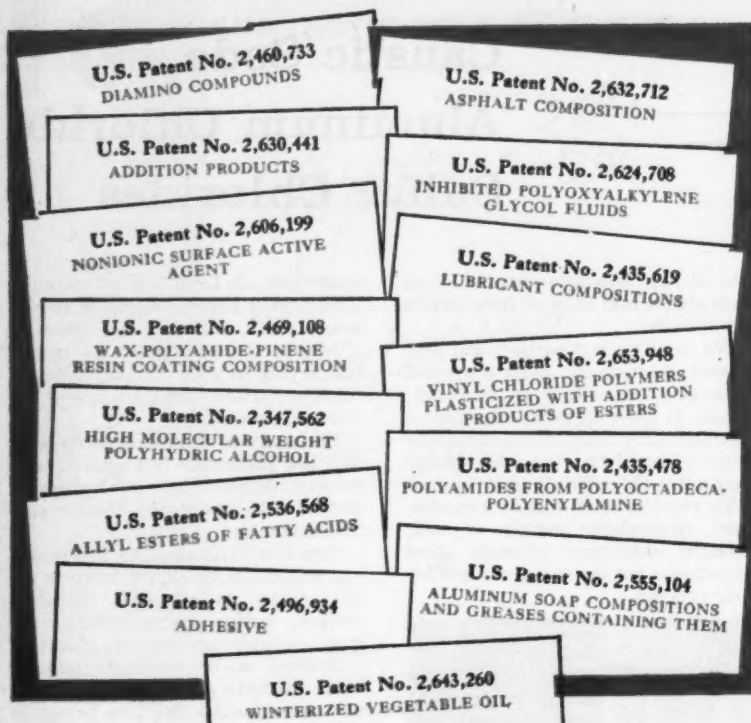 U.S. Patent No. 2,460,733
DIAMINO COMPOUNDS
U.S. Patent No. 2,630,441
ADDITION PRODUCTS
U.S. Patent No. 2,606,199
NONIONIC SURFACE ACTIVE
AGENT
U.S. Patent No. 2,469,108
WAX-POLYAMIDE-PINENE
RESIN COATING COMPOSITION
U.S. Patent No. 2,347,562
HIGH MOLECULAR WEIGHT
POLYHYDRIC ALCOHOL
U.S. Patent No. 2,536,568
ALLYL ESTERS OF FATTY ACIDS
U.S. Patent No. 2,496,934
ADHESIVE
U.S. Patent No. 2,632,712
ASPHALT COMPOSITION
U.S. Patent No. 2,624,708
INHIBITED POLYOXYALKYLENE
GLYCOL FLUIDS
U.S. Patent No. 2,435,619
LUBRICANT COMPOSITIONS
U.S. Patent No. 2,653,948
VINYL CHLORIDE POLYMERS
PLASTICIZED WITH ADDITION
PRODUCTS OF ESTERS
U.S. Patent No. 2,435,478
POLYAMIDES FROM POLYOCTADECA-
POLYENYLAMINE
U.S. Patent No. 2,555,104
ALUMINUM SOAP COMPOSITIONS
AND GREASES CONTAINING THEM
U.S. Patent No. 2,643,260
WINTERIZED VEGETABLE OIL